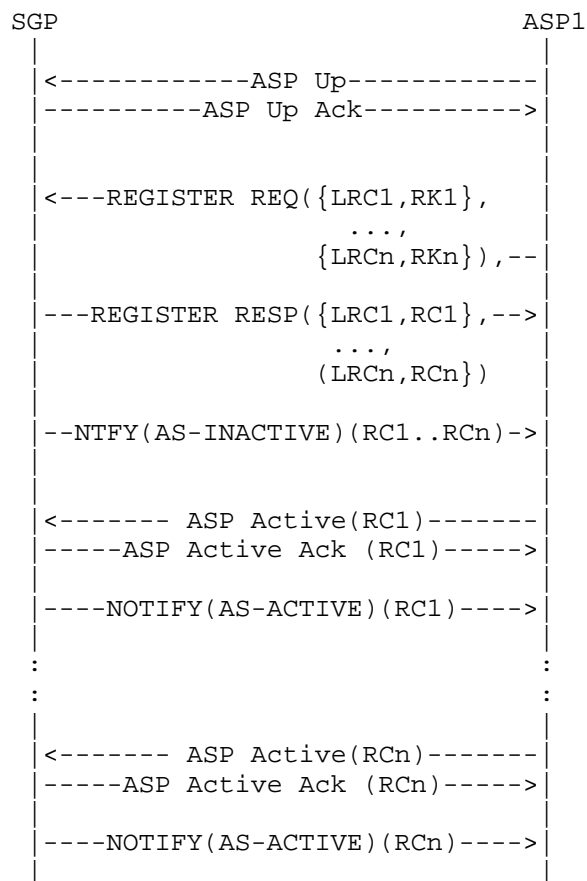 SGP ASP1
<------------ASP Up------------
----------ASP Up Ack---------->
<---REGISTER REQ({LRC1,RK1},
...,
{LRCn,RKn}),--
---REGISTER RESP({LRC1,RC1},-->
...,
(LRCn,RCn})
--NTFY(AS-INACTIVE)(RC1..RCn)->
<------- ASP Active(RC1)-------
-----ASP Active Ack (RC1)----->
----NOTIFY(AS-ACTIVE)(RC1)---->
: :
: :
<------- ASP Active(RCn)-------
-----ASP Active Ack (RCn)----->
----NOTIFY(AS-ACTIVE)(RCn)---->